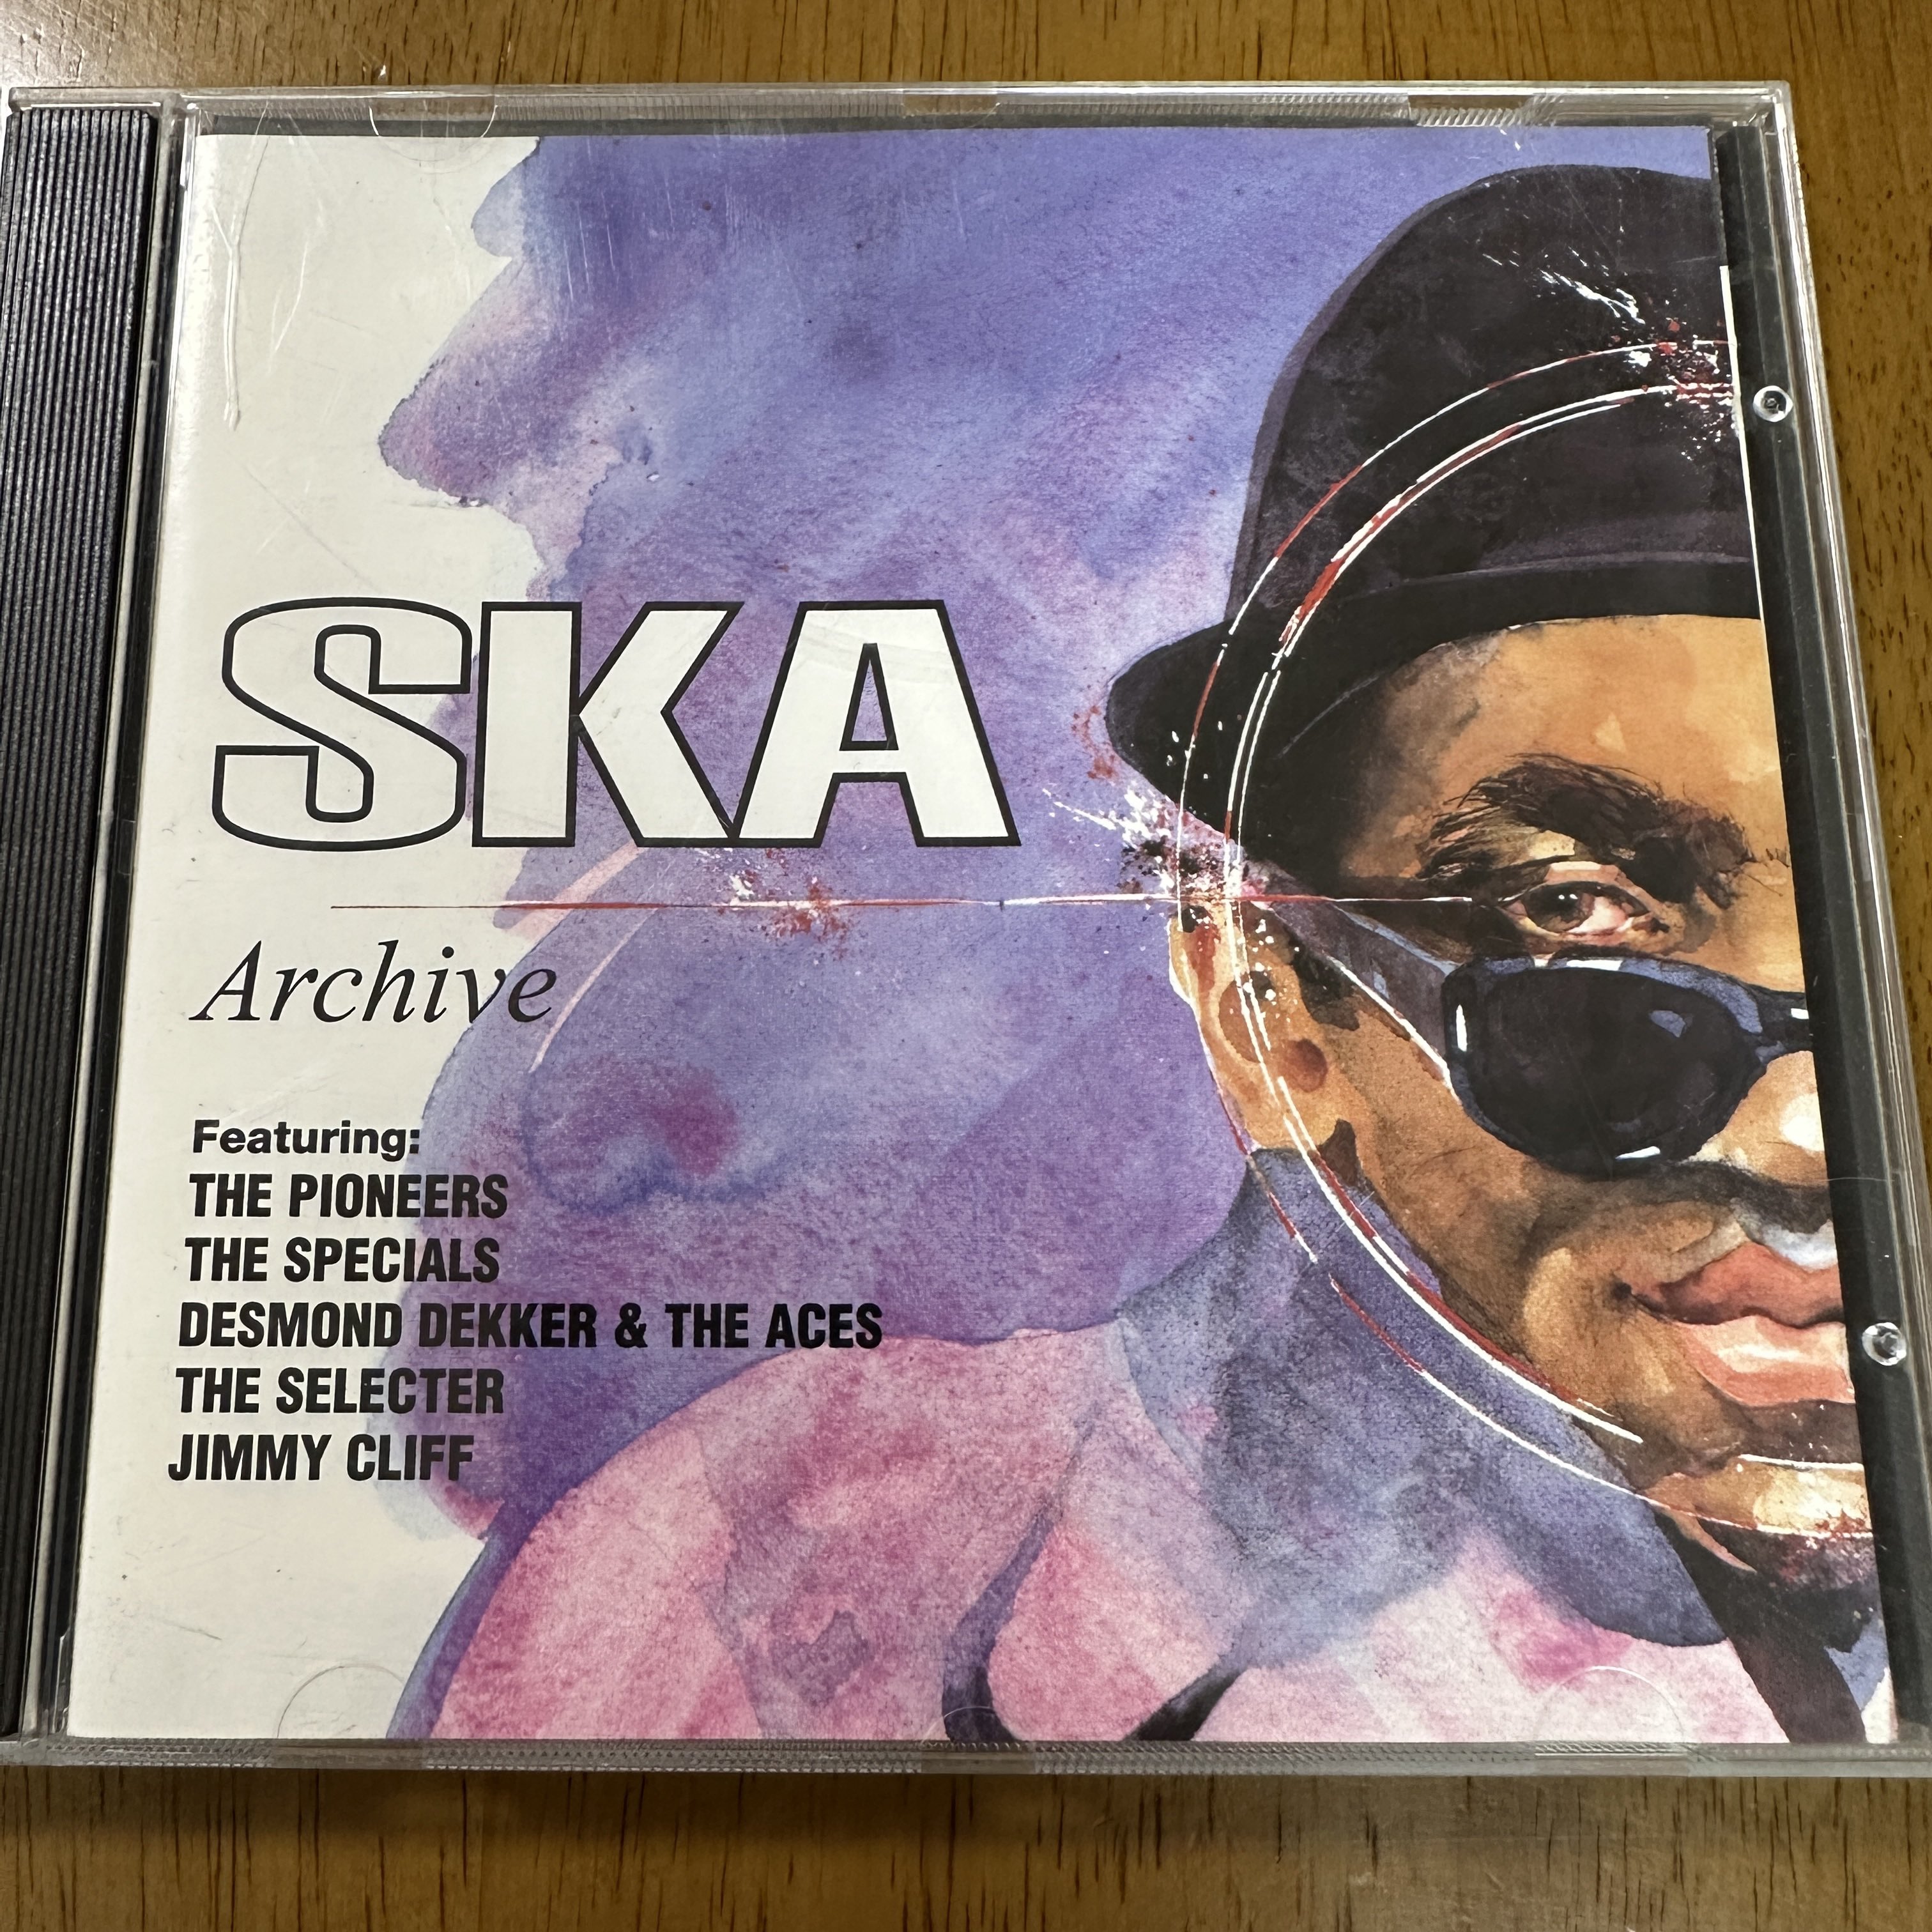 SKA
Archive
Featuring:
THE PIONEERS
THE SPECIALS
DESMOND DEKKER & THE ACES
THE SELECTER
JIMMY CLIFF